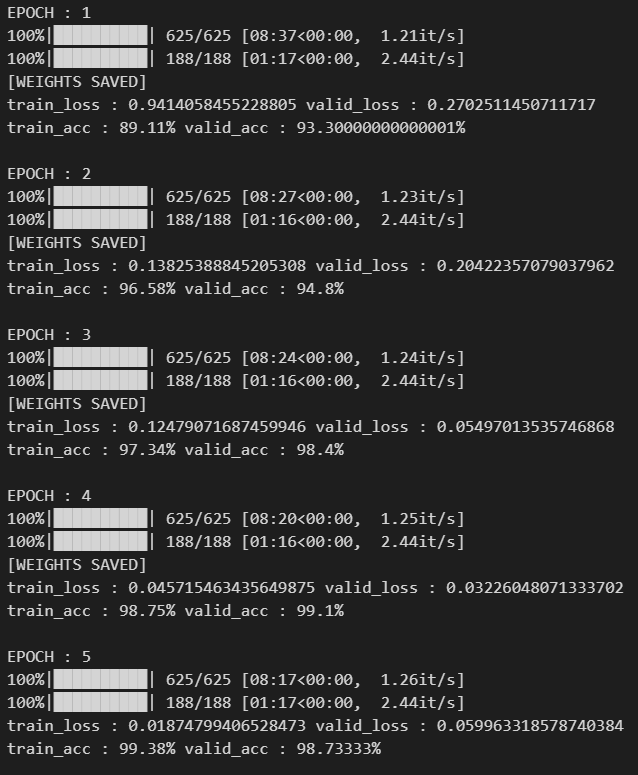 EPOCH : 1
100%|██████████| 625/625 [08:37<00:00,  1.21it/s]
100%|██████████| 188/188 [01:17<00:00,  2.44it/s]
[WEIGHTS SAVED]
train_loss : 0.9414058455228805 valid_loss : 0.2702511450711717
train_acc : 89.11% valid_acc : 93.30000000000001%

EPOCH : 2
100%|██████████| 625/625 [08:27<00:00,  1.23it/s]
100%|██████████| 188/188 [01:16<00:00,  2.44it/s]
[WEIGHTS SAVED]
train_loss : 0.13825388845205308 valid_loss : 0.20422357079037962
train_acc : 96.58% valid_acc : 94.8%

EPOCH : 3
100%|██████████| 625/625 [08:24<00:00,  1.24it/s]
100%|██████████| 188/188 [01:16<00:00,  2.44it/s]
[WEIGHTS SAVED]
train_loss : 0.12479071687459946 valid_loss : 0.05497013535746868
train_acc : 97.34% valid_acc : 98.4%

EPOCH : 4
100%|██████████| 625/625 [08:20<00:00,  1.25it/s]
100%|██████████| 188/188 [01:16<00:00,  2.44it/s]
[WEIGHTS SAVED]
train_loss : 0.045715463435649875 valid_loss : 0.03226048071333702
train_acc : 98.75% valid_acc : 99.1%

EPOCH : 5
100%|██████████| 625/625 [08:17<00:00,  1.26it/s]
100%|██████████| 188/188 [01:17<00:00,  2.44it/s]
train_loss : 0.01874799406528473 valid_loss : 0.059963318578740384
train_acc : 99.38% valid_acc : 98.73333%